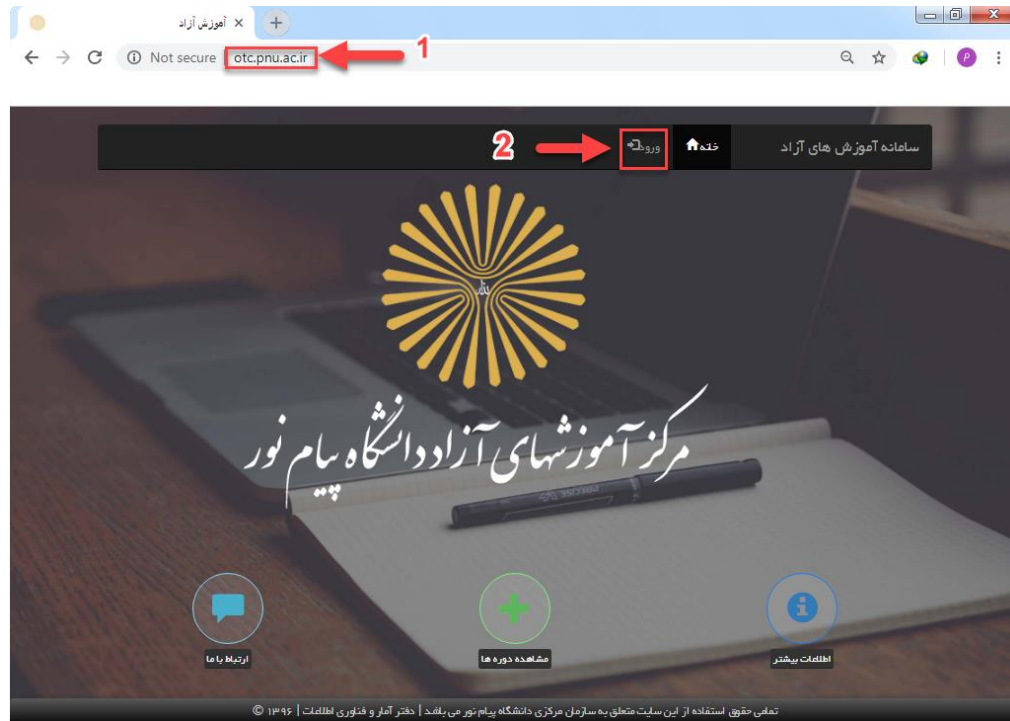 آموزش آزاد
Not secure otc.pnu.ac.ir
1
P
سامانه آموزش های آزاد
خانه
ورود
2
الله
مرکز آموزشهای آزاد دانشگاه پیام نور
PRECISE
اطلاعات بیشتر
مشاهده دوره ها
ارتباط با ما
تمامی حقوق استفاده از این سایت متعلق به سازمان مرکزی دانشگاه پیام نور می باشد | دفتر آمار و فناوری اطلاعات | ۱۳۹۶ ©